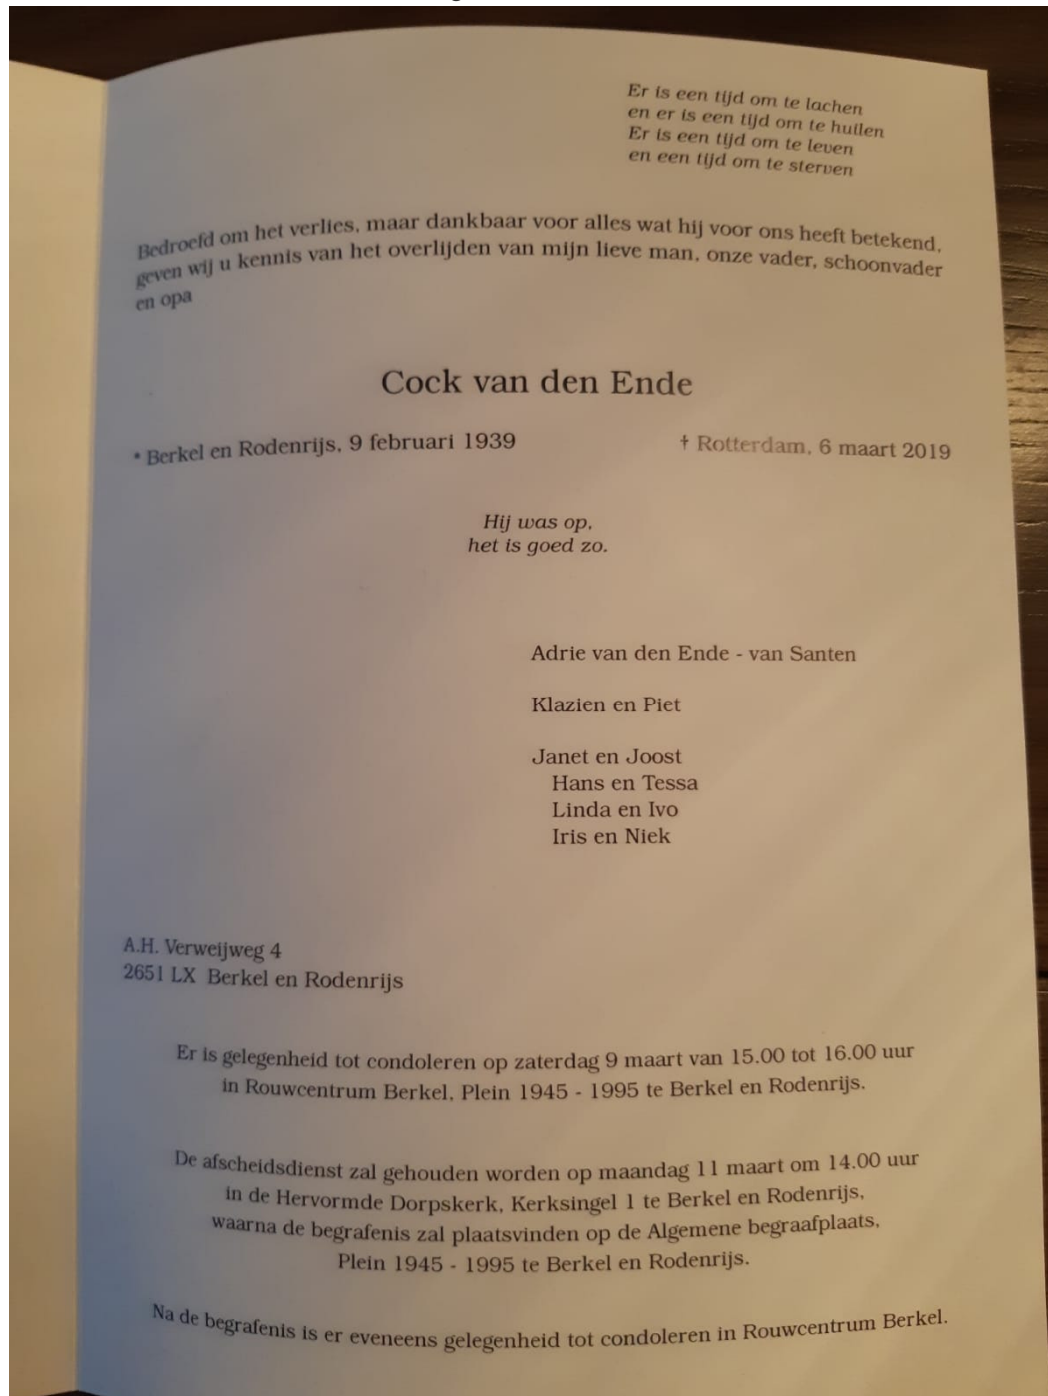 Er is een tijd om te lachen
en er is een tijd om te huilen
Er is een tijd om te leven
en een tijd om te sterven
Bedroefd om het verlies, maar dankbaar voor alles wat hij voor ons heeft betekend,
geven wij u kennis van het overlijden van mijn lieve man, onze vader, schoonvader
en opa
Cock van den Ende
* Berkel en Rodenrijs, 9 februari 1939 † Rotterdam, 6 maart 2019
Hij was op,
het is goed zo.
Adrie van den Ende - van Santen
Klazien en Piet
Janet en Joost
Hans en Tessa
Linda en Ivo
Iris en Niek
A.H. Verweijweg 4
2651 LX Berkel en Rodenrijs
Er is gelegenheid tot condoleren op zaterdag 9 maart van 15.00 tot 16.00 uur
in Rouwcentrum Berkel, Plein 1945 - 1995 te Berkel en Rodenrijs.
De afscheidsdienst zal gehouden worden op maandag 11 maart om 14.00 uur
in de Hervormde Dorpskerk, Kerksingel 1 te Berkel en Rodenrijs,
waarna de begrafenis zal plaatsvinden op de Algemene begraafplaats,
Plein 1945 - 1995 te Berkel en Rodenrijs.
Na de begrafenis is er eveneens gelegenheid tot condoleren in Rouwcentrum Berkel.